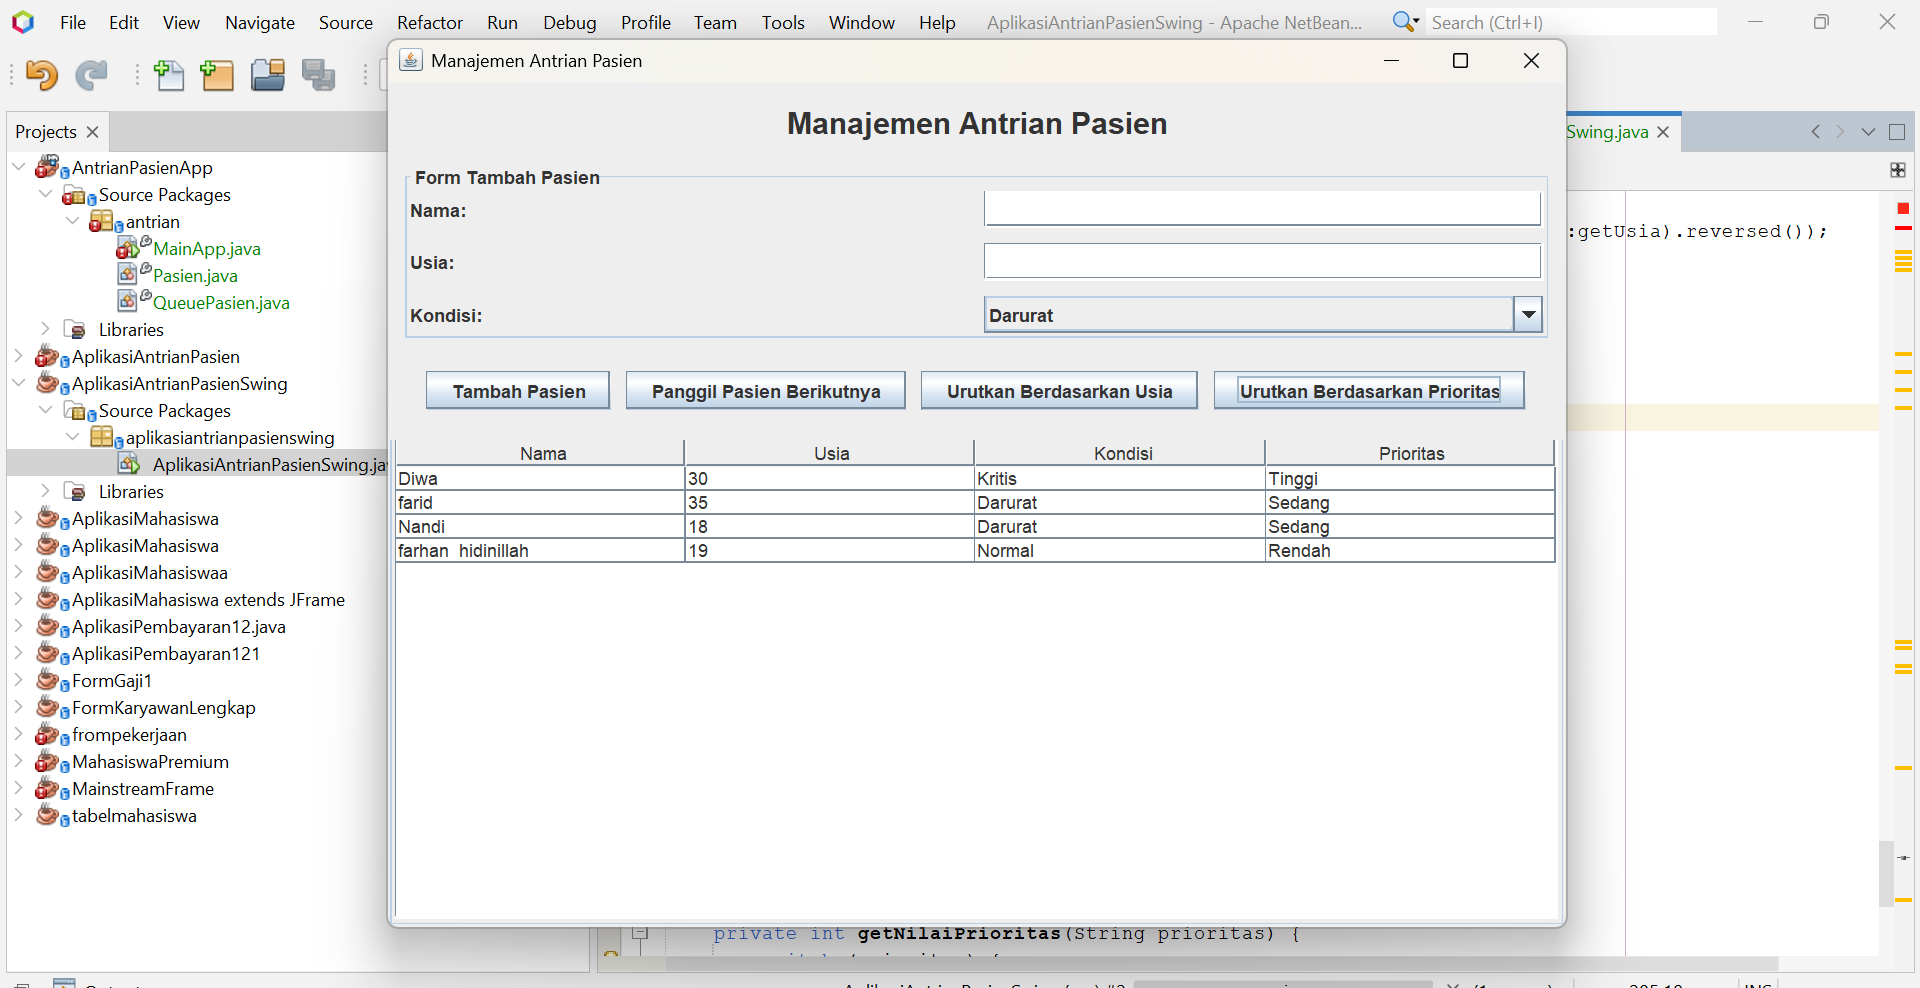 File Edit View Navigate Source Refactor Run Debug Profile Team Tools Window Help AplikasiAntrianPasienSwing - Apache NetBean... Search (Ctrl+I)
Manajemen Antrian Pasien
Projects
AntrianPasienApp
Source Packages
antrian
MainApp.java
Pasien.java
QueuePasien.java
Libraries
AplikasiAntrianPasien
AplikasiAntrianPasienSwing
Source Packages
aplikasiantrianpasienswing
AplikasiAntrianPasienSwing.ja
Libraries
AplikasiMahasiswa
AplikasiMahasiswa
AplikasiMahasiswaa
AplikasiMahasiswa extends JFrame
AplikasiPembayaran12.java
AplikasiPembayaran121
FormGaji1
FormKaryawanLengkap
frompekerjaan
MahasiswaPremium
MainstreamFrame
tabelmahasiswa
Manajemen Antrian Pasien
Form Tambah Pasien
Nama:
Usia:
Kondisi: Darurat
Tambah Pasien Panggil Pasien Berikutnya Urutkan Berdasarkan Usia Urutkan Berdasarkan Prioritas
Nama Usia Kondisi Prioritas
Diwa 30 Kritis Tinggi
farid 35 Darurat Sedang
Nandi 18 Darurat Sedang
farhan hidinillah 19 Normal Rendah
Swing.java
:getUsia).reversed());
private int getNilaiPrioritas(String prioritas) {